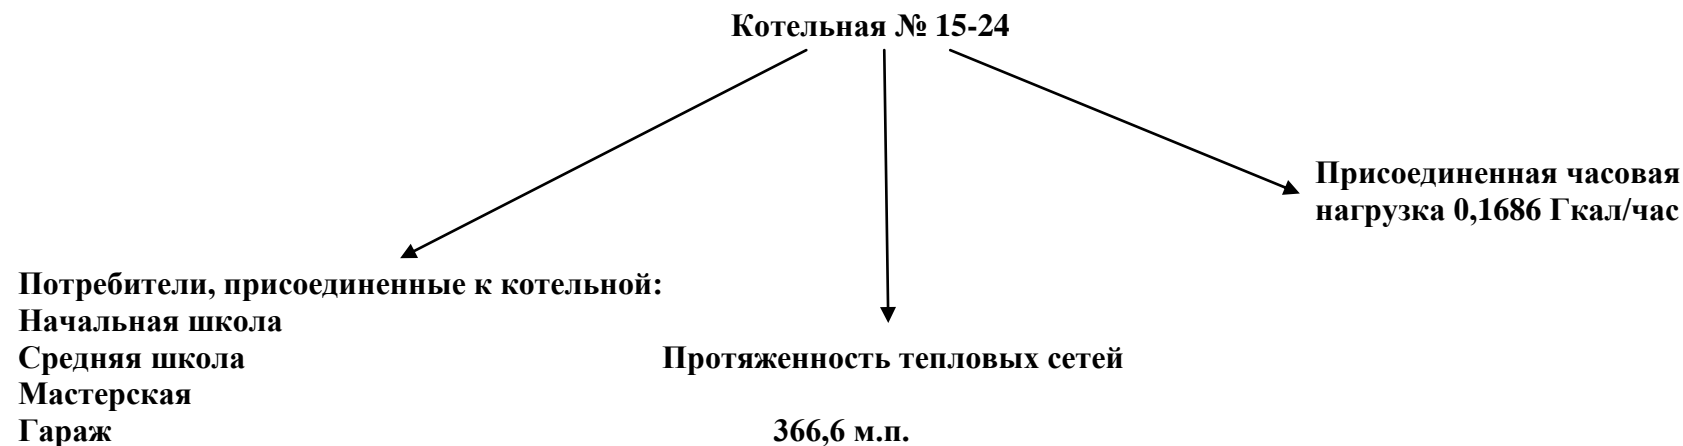 Котельная № 15-24
Присоединенная часовая
нагрузка 0,1686 Гкал/час
Потребители, присоединенные к котельной:
Начальная школа
Средняя школа
Мастерская
Гараж
Протяженность тепловых сетей
366,6 м.п.